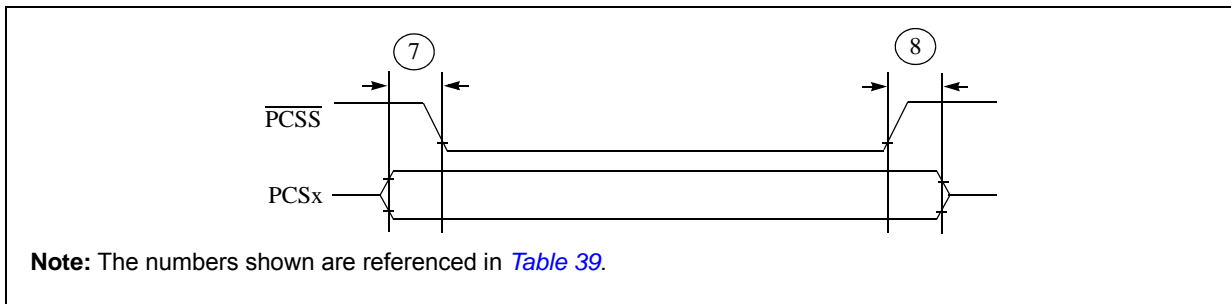 7
8
PCSS
PCSx
Note: The numbers shown are referenced in Table 39.